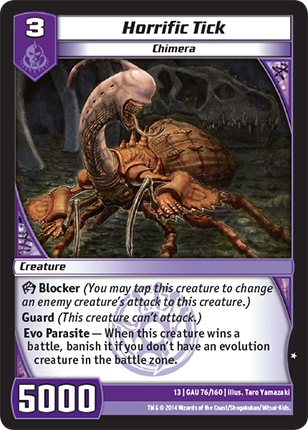 3
Horrific Tick
Chimera
Creature
Blocker (You may tap this creature to change
an enemy creature's attack to this creature.)
Guard (This creature can't attack.)
Evo Parasite — When this creature wins a
battle, banish it if you don't have an evolution
creature in the battle zone.
5000
13 | GAU 76/160 | Illus. Taro Yamazaki
TM & © 2014 Wizards of the Coast/Shogakukan/Mitsui-Kids.